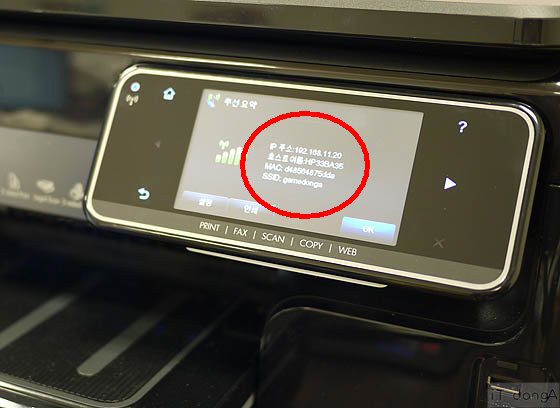 무선 요약
IP 주소:192.168.11.20
호스트이름:HP33BA35
MAC: d48564875dda
SSID: gamedonga
설정
인쇄
OK
?
PRINT | FAX | SCAN | COPY | WEB
it dongA